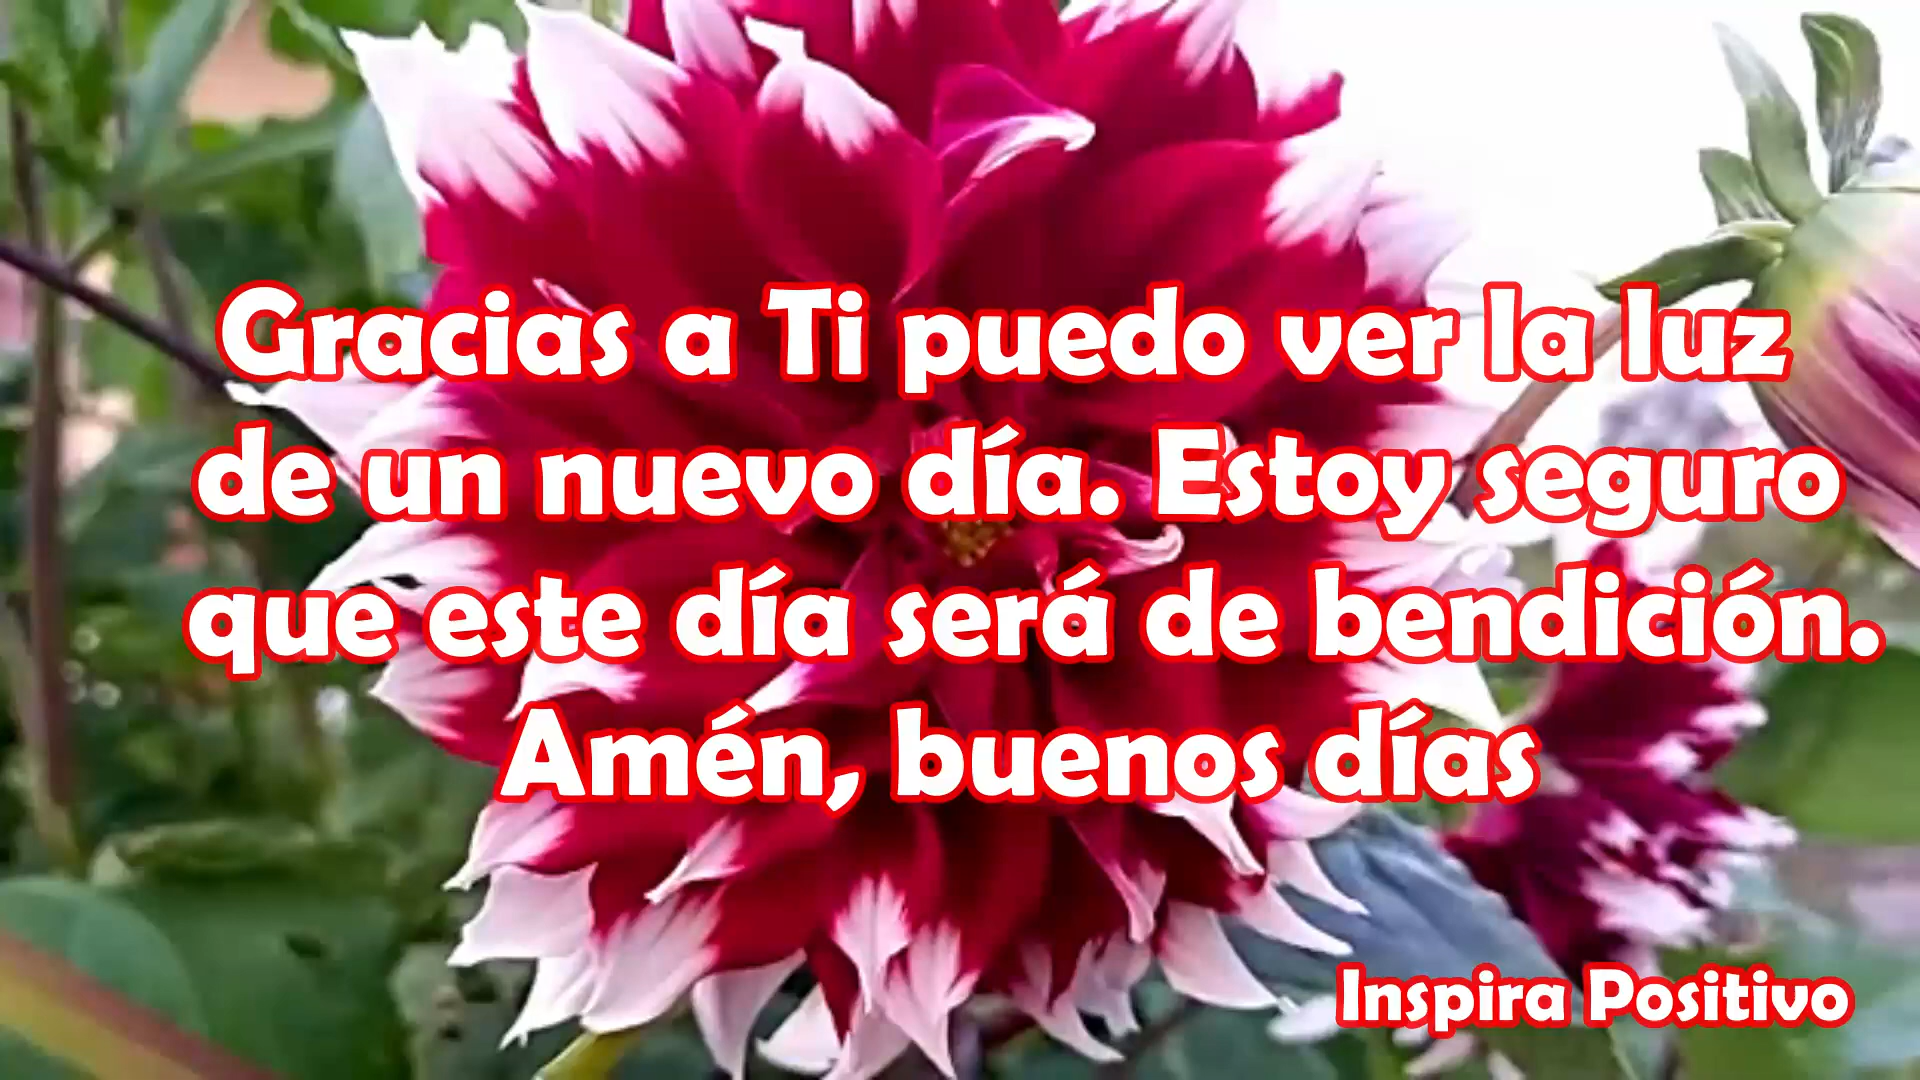 Gracias a Ti puedo ver la luz
de un nuevo día. Estoy seguro
que este día será de bendición.
Amén, buenos días
Inspira Positivo